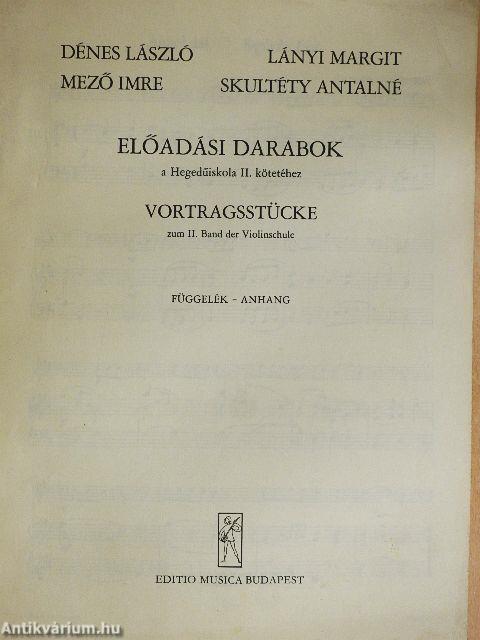 DÉNES LÁSZLÓ LÁNYI MARGIT
MEZŐ IMRE SKULTÉTY ANTALNÉ
ELŐADÁSI DARABOK
a Hegedűiskola II. kötetéhez
VORTRAGSSTÜCKE
zum II. Band der Violinschule
FÜGGELÉK – ANHANG
EDITIO MUSICA BUDAPEST
Antikvárium.hu